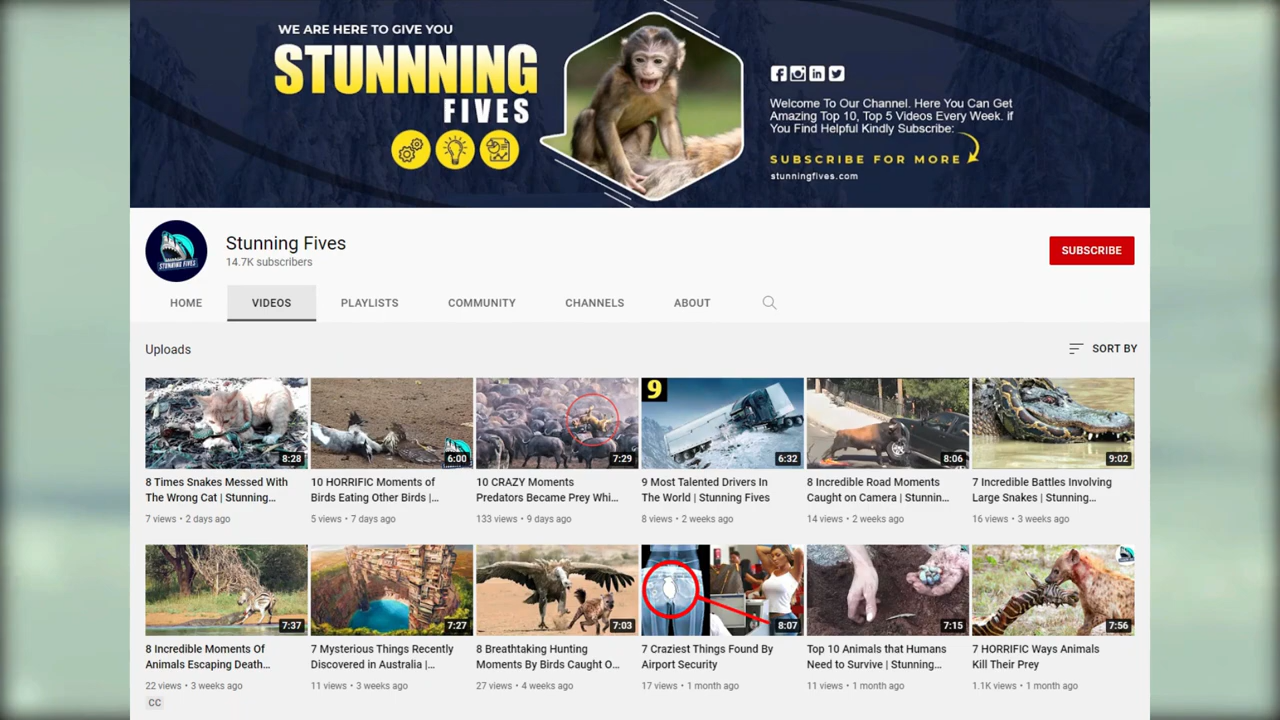 WE ARE HERE TO GIVE YOU
STUNNNING
FIVES
Welcome To Our Channel. Here You Can Get
Amazing Top 10, Top 5 Videos Every Week. if
You Find Helpful Kindly Subscribe:
SUBSCRIBE FOR MORE
stunningfives.com
STUNNING FIVES
Stunning Fives
14.7K subscribers
SUBSCRIBE
HOME VIDEOS PLAYLISTS COMMUNITY CHANNELS ABOUT
Uploads
SORT BY
8:28
6:00
7:29
9
6:32
8:06
9:02
8 Times Snakes Messed With
The Wrong Cat | Stunning...
7 views • 2 days ago
10 HORRIFIC Moments of
Birds Eating Other Birds |...
5 views • 7 days ago
10 CRAZY Moments
Predators Became Prey Whi...
133 views • 9 days ago
9 Most Talented Drivers In
The World | Stunning Fives
8 views • 2 weeks ago
8 Incredible Road Moments
Caught on Camera | Stunnin...
14 views • 2 weeks ago
7 Incredible Battles Involving
Large Snakes | Stunning...
16 views • 3 weeks ago
7:37
7:27
7:03
8:07
7:15
7:56
8 Incredible Moments Of
Animals Escaping Death...
22 views • 3 weeks ago
CC
7 Mysterious Things Recently
Discovered in Australia |...
11 views • 3 weeks ago
8 Breathtaking Hunting
Moments By Birds Caught O...
27 views • 4 weeks ago
7 Craziest Things Found By
Airport Security
17 views • 1 month ago
Top 10 Animals that Humans
Need to Survive | Stunning...
11 views • 1 month ago
7 HORRIFIC Ways Animals
Kill Their Prey
1.1K views • 1 month ago